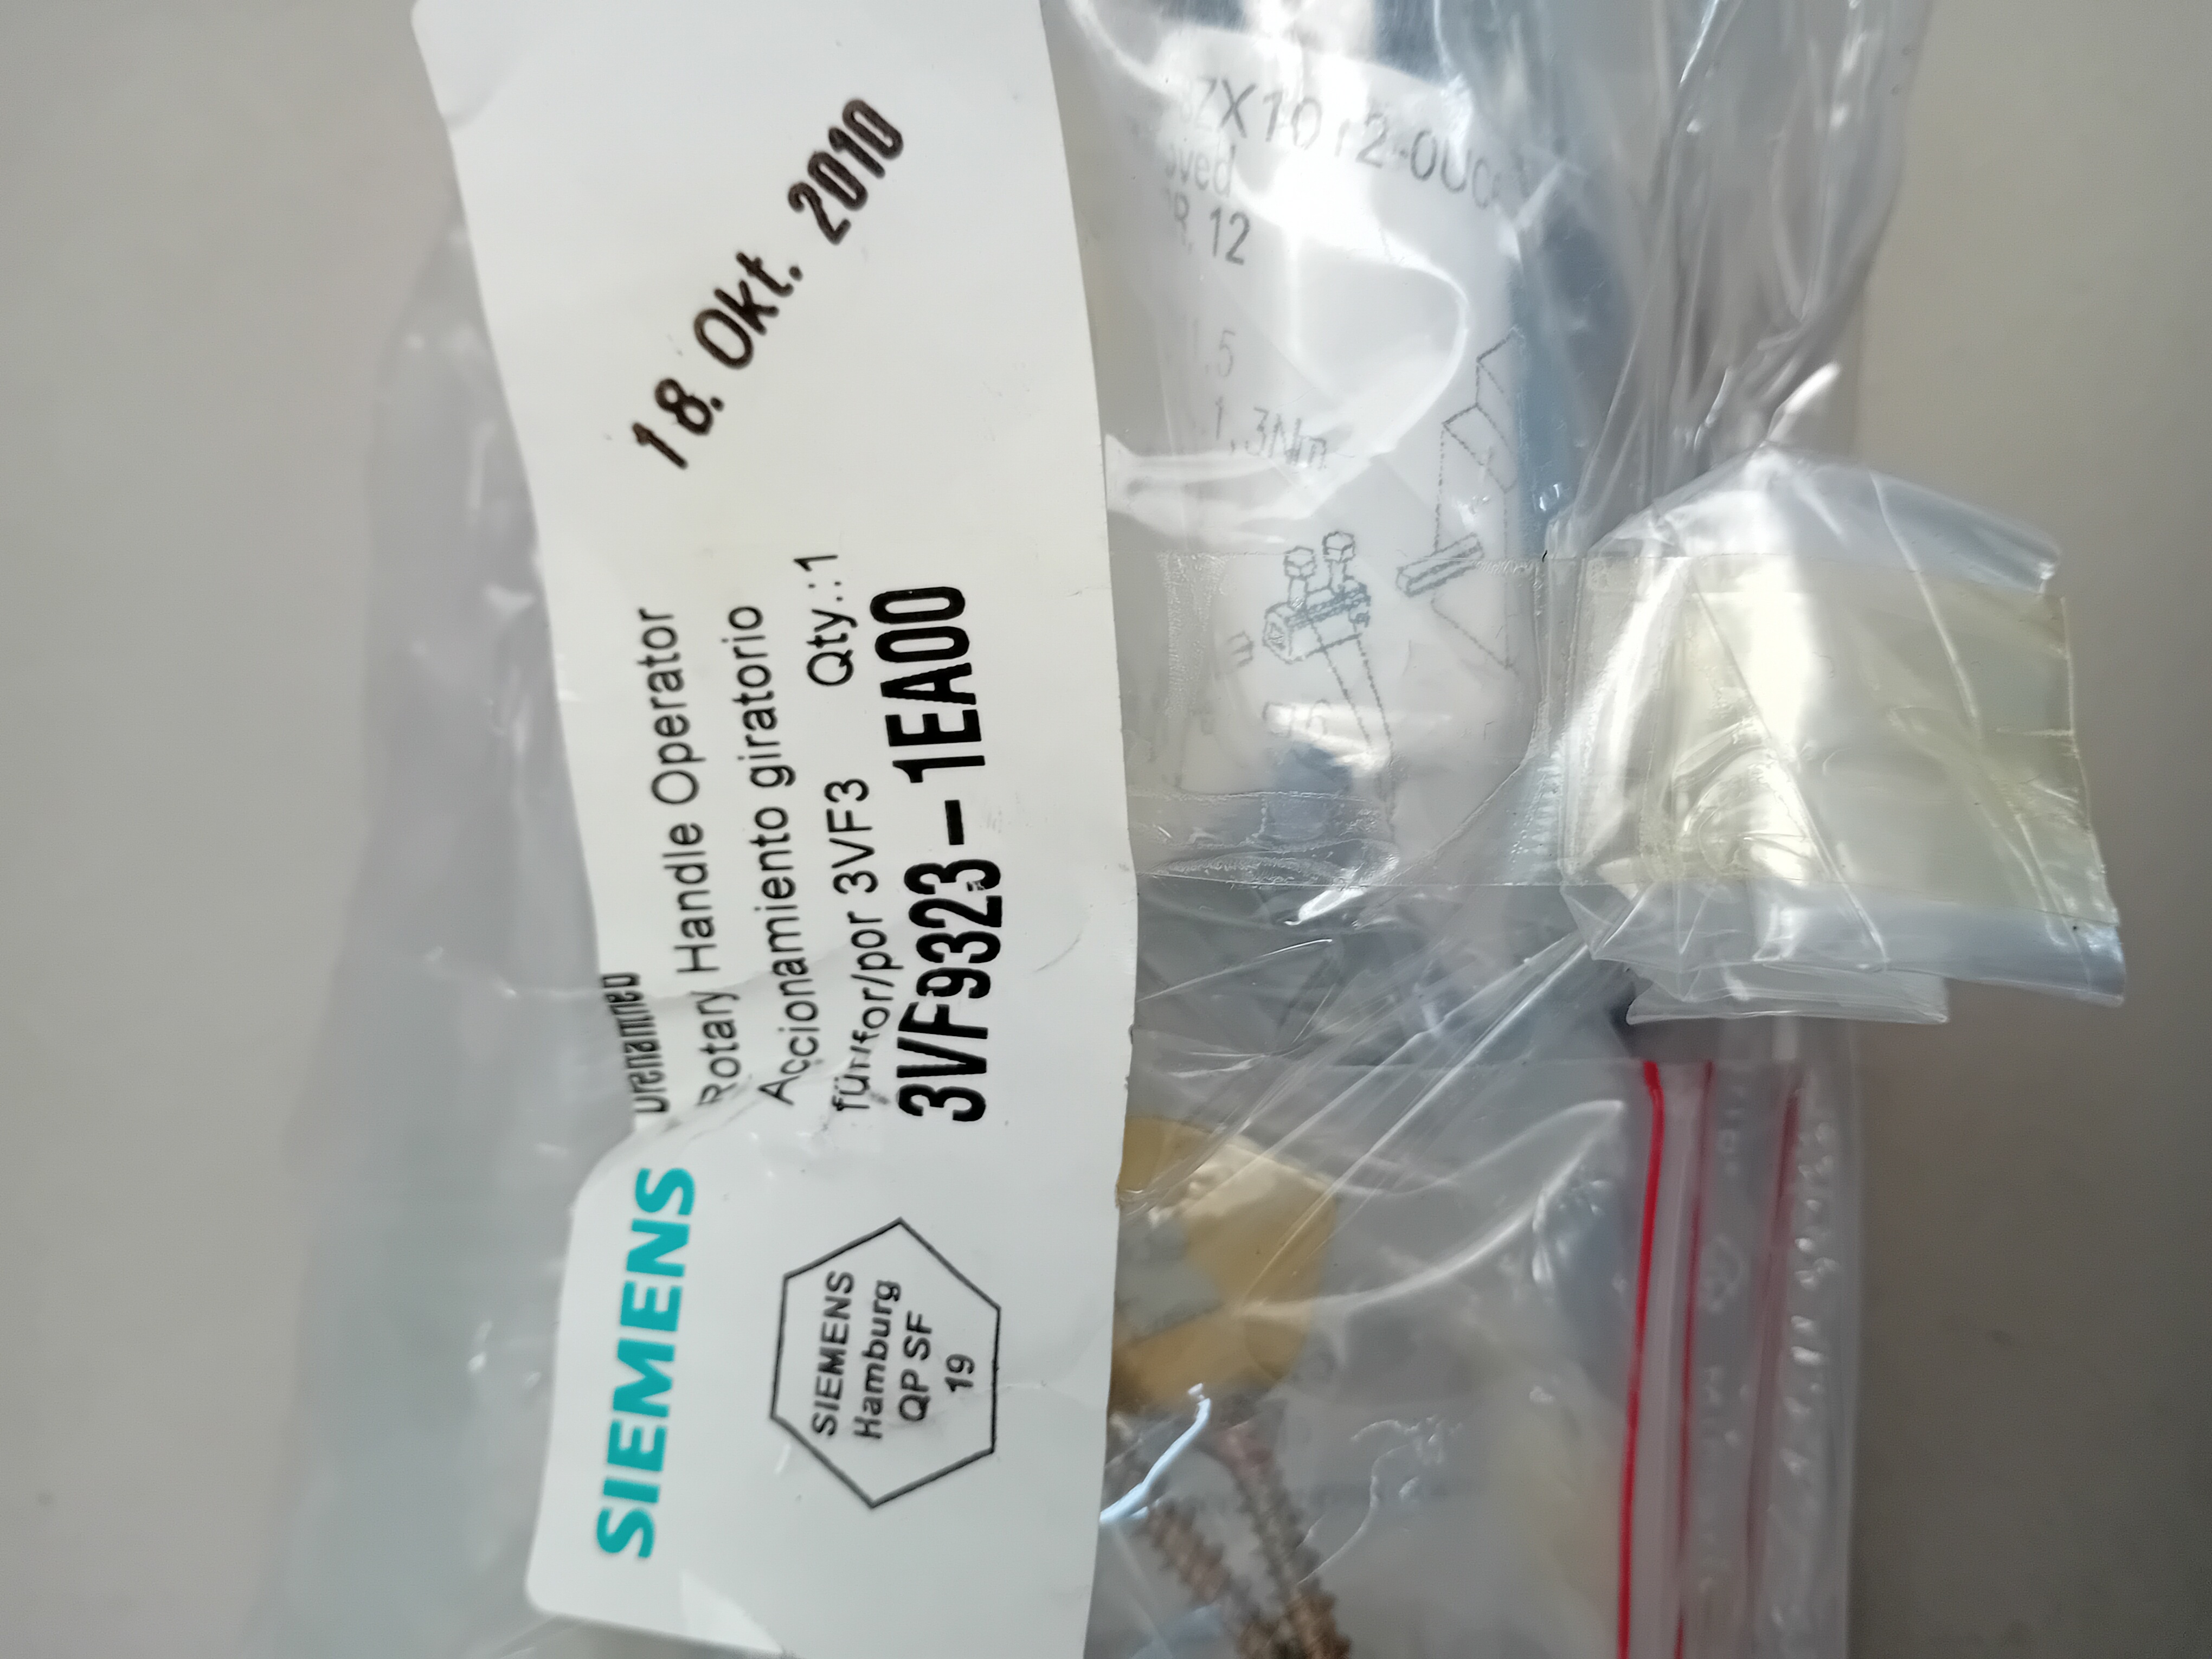 SIEMENS
Rotary Handle Operator
Accionamiento giratorio
für/for/por 3VF3 Qty.:1
3VF9323-1EA00
18. Okt. 2010
SIEMENS
Hamburg
QP SF
19
12
1,3Nm